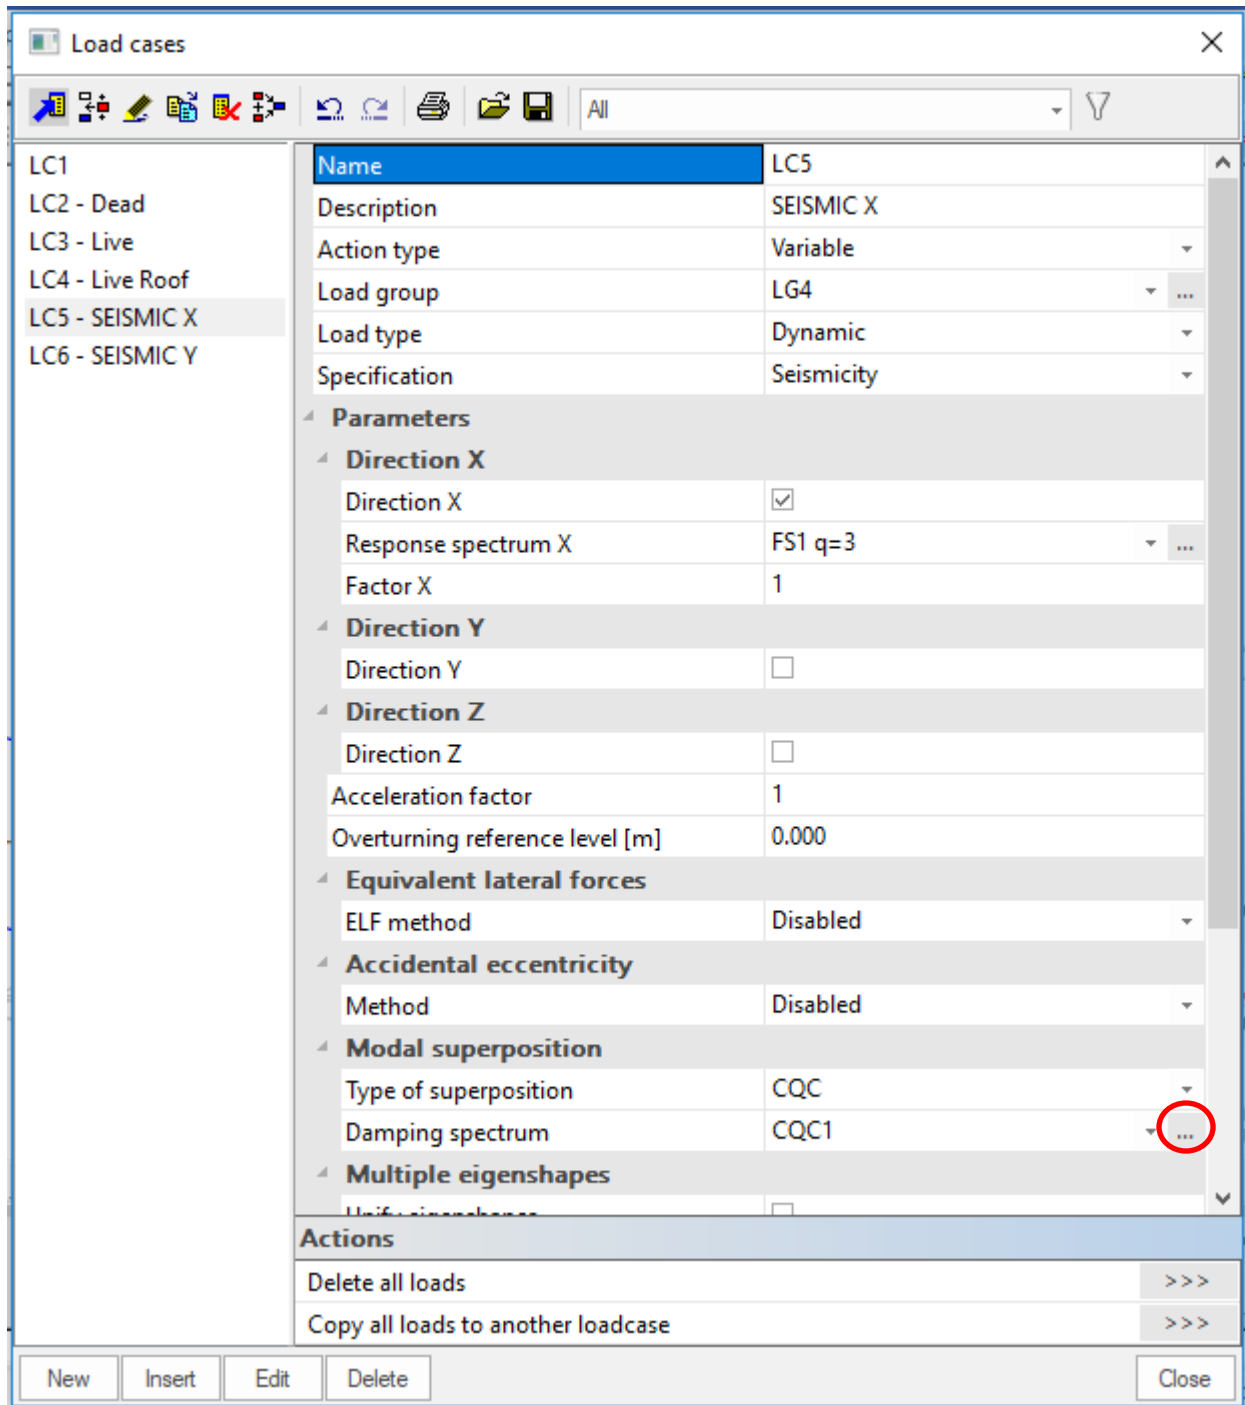 Load cases
All
LC1
LC2 - Dead
LC3 - Live
LC4 - Live Roof
LC5 - SEISMIC X
LC6 - SEISMIC Y
Name LC5
Description SEISMIC X
Action type Variable
Load group LG4 ...
Load type Dynamic
Specification Seismicity
Parameters
Direction X
Direction X
Response spectrum X FS1 q=3 ...
Factor X 1
Direction Y
Direction Y
Direction Z
Direction Z
Acceleration factor 1
Overturning reference level [m] 0.000
Equivalent lateral forces
ELF method Disabled
Accidental eccentricity
Method Disabled
Modal superposition
Type of superposition CQC
Damping spectrum CQC1 ...
Multiple eigenshapes
Unify eigenshapes
Actions
Delete all loads >>>
Copy all loads to another loadcase >>>
New Insert Edit Delete Close